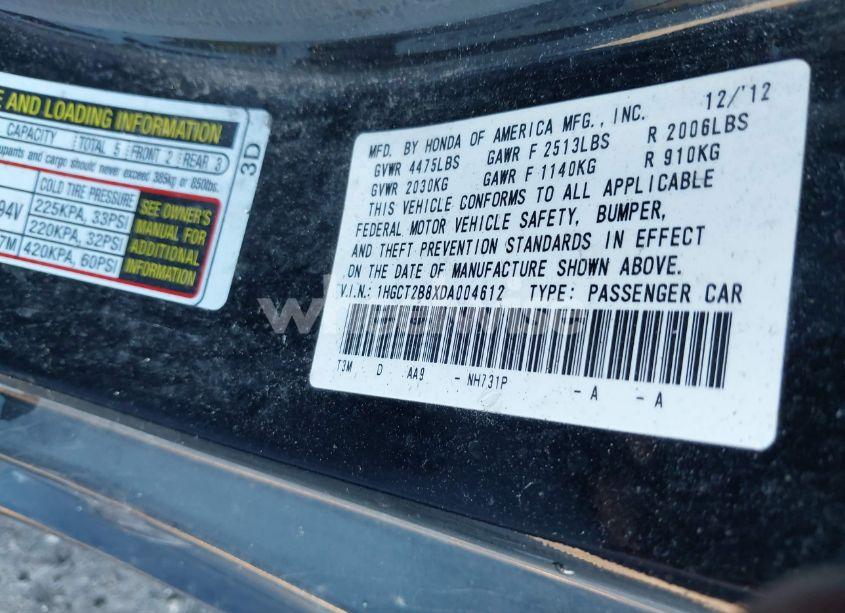 E AND LOADING INFORMATION
CAPACITY TOTAL 5 FRONT 2 REAR 3
upants and cargo should never exceed 385kg or 850lbs.
COLD TIRE PRESSURE
94V 225KPA, 33PSI
220KPA, 32PSI
7M 420KPA, 60PSI
SEE OWNER'S
MANUAL FOR
ADDITIONAL
INFORMATION
3D
12/'12
MFD. BY HONDA OF AMERICA MFG., INC.
GVWR 4475LBS GAWR F 2513LBS R 2006LBS
GVWR 2030KG GAWR F 1140KG R 910KG
THIS VEHICLE CONFORMS TO ALL APPLICABLE
FEDERAL MOTOR VEHICLE SAFETY, BUMPER,
AND THEFT PREVENTION STANDARDS IN EFFECT
ON THE DATE OF MANUFACTURE SHOWN ABOVE.
V.I.N.: 1HGCT2B8XDA004612 TYPE: PASSENGER CAR
T3M D AA9 - NH731P - A - A
wheelwise